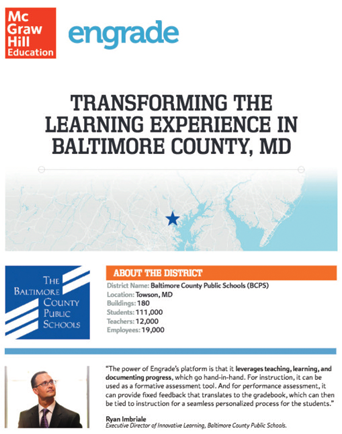 Mc
Graw
Hill
Education
engrade
TRANSFORMING THE
LEARNING EXPERIENCE IN
BALTIMORE COUNTY, MD
THE
BALTIMORE
COUNTY
PUBLIC
SCHOOLS
ABOUT THE DISTRICT
District Name: Baltimore County Public Schools (BCPS)
Location: Towson, MD
Buildings: 180
Students: 111,000
Teachers: 12,000
Employees: 19,000
"The power of Engrade's platform is that it leverages teaching, learning, and
documenting progress, which go hand-in-hand. For instruction, it can be
used as a formative assessment tool. And for performance assessment, it
can provide fixed feedback that translates to the gradebook, which can then
be tied to instruction for a seamless personalized process for the students."
Ryan Imbriale
Executive Director of Innovative Learning, Baltimore County Public Schools.